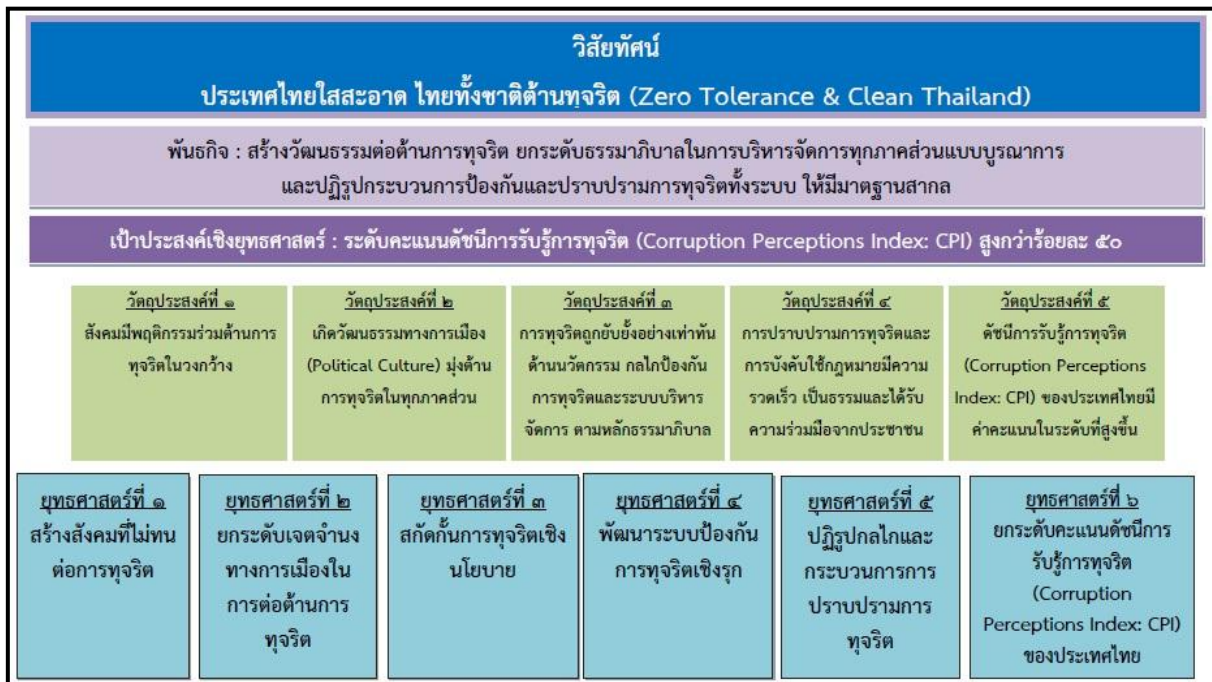 วิสัยทัศน์
ประเทศไทยใสสะอาด ไทยทั้งชาติต้านทุจริต (Zero Tolerance & Clean Thailand)
พันธกิจ : สร้างวัฒนธรรมต่อต้านการทุจริต ยกระดับธรรมาภิบาลในการบริหารจัดการทุกภาคส่วนแบบบูรณาการ
และปฏิรูปกระบวนการป้องกันและปราบปรามการทุจริตทั้งระบบ ให้มีมาตฐานสากล
เป้าประสงค์เชิงยุทธศาสตร์ : ระดับคะแนนดัชนีการรับรู้การทุจริต (Corruption Perceptions Index: CPI) สูงกว่าร้อยละ ๕๐
วัตถุประสงค์ที่ ๑
สังคมมีพฤติกรรมร่วมต้านการ
ทุจริตในวงกว้าง
วัตถุประสงค์ที่ ๒
เกิดวัฒนธรรมทางการเมือง
(Political Culture) มุ่งต้าน
การทุจริตในทุกภาคส่วน
วัตถุประสงค์ที่ ๓
การทุจริตถูกยับยั้งอย่างเท่าทัน
ด้านนวัตกรรม กลไกป้องกัน
การทุจริตและระบบบริหาร
จัดการ ตามหลักธรรมาภิบาล
วัตถุประสงค์ที่ ๔
การปราบปรามการทุจริตและ
การบังคับใช้กฎหมายมีความ
รวดเร็ว เป็นธรรมและได้รับ
ความร่วมมือจากประชาชน
วัตถุประสงค์ที่ ๕
ดัชนีการรับรู้การทุจริต
(Corruption Perceptions
Index: CPI) ของประเทศไทยมี
ค่าคะแนนในระดับที่สูงขึ้น
ยุทธศาสตร์ที่ ๑
สร้างสังคมที่ไม่ทน
ต่อการทุจริต
ยุทธศาสตร์ที่ ๒
ยกระดับเจตจำนง
ทางการเมืองใน
การต่อต้านการ
ทุจริต
ยุทธศาสตร์ที่ ๓
สกัดกั้นการทุจริตเชิง
นโยบาย
ยุทธศาสตร์ที่ ๔
พัฒนาระบบป้องกัน
การทุจริตเชิงรุก
ยุทธศาสตร์ที่ ๕
ปฏิรูปกลไกและ
กระบวนการการ
ปราบปรามการ
ทุจริต
ยุทธศาสตร์ที่ ๖
ยกระดับคะแนนดัชนีการ
รับรู้การทุจริต
(Corruption
Perceptions Index: CPI)
ของประเทศไทย